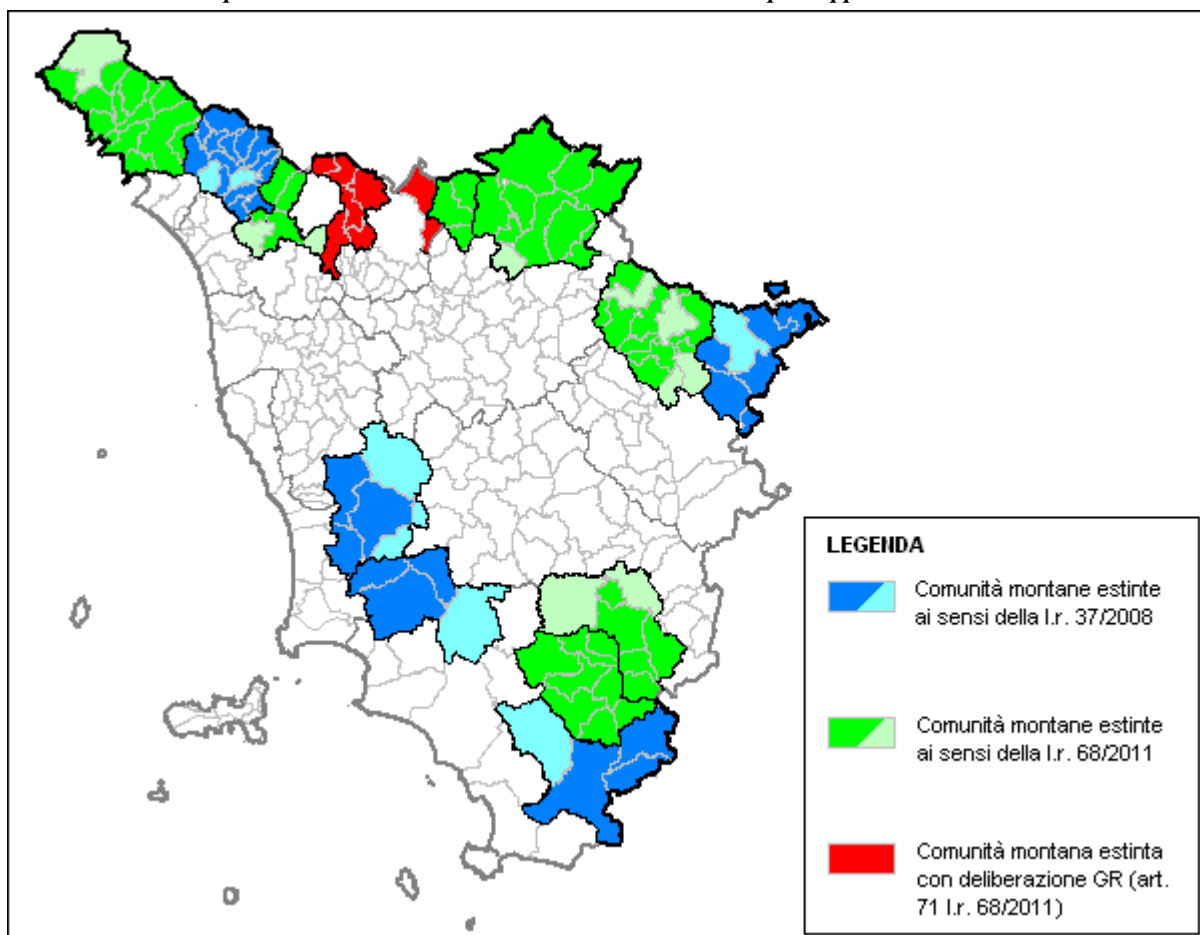 LEGENDA
Comunità montane estinte
ai sensi della l.r. 37/2008
Comunità montane estinte
ai sensi della l.r. 68/2011
Comunità montana estinta
con deliberazione GR (art.
71 l.r. 68/2011)